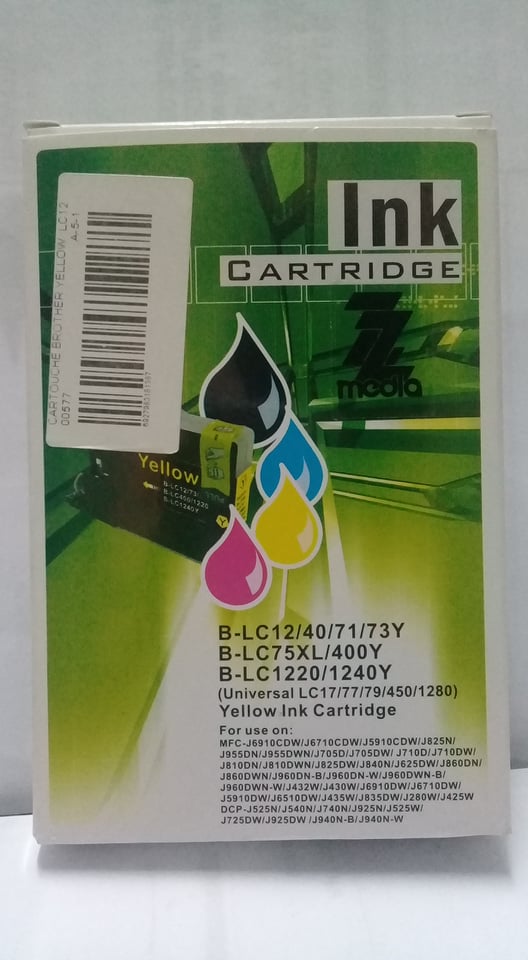 Ink
CARTRIDGE
Z media
CARTOUCHE BROTHER YELLOW LC12
00577
A-5-1
Yellow
B-LC12/73/
B-LC400/1220
B-LC1240Y
Y
B-LC12/40/71/73Y
B-LC75XL/400Y
B-LC1220/1240Y
(Universal LC17/77/79/450/1280)
Yellow Ink Cartridge
For use on:
MFC-J6910CDW/J6710CDW/J5910CDW/J825N/
J955DN/J955DWN/J705D/J705DW/ J710D/J710DW/
J810DN/J810DWN/J825DW/J840N/J625DW/J860DN/
J860DWN/J960DN-B/J960DN-W/J960DWN-B/
J960DWN-W/J432W/J430W/J6910DW/J6710DW/
J5910DW/J6510DW/J435W/J835DW/J280W/J425W
DCP-J525N/J540N/J740N/J925N/J525W/
J725DW/J925DW /J940N-B/J940N-W